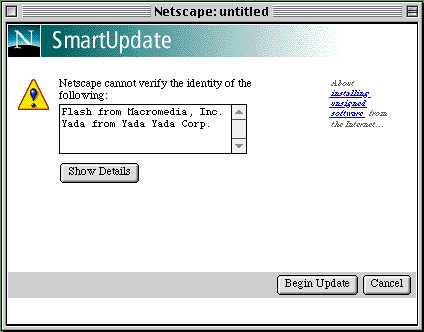 Netscape: untitled
N
SmartUpdate
Netscape cannot verify the identity of the
following:
Flash from Macromedia, Inc.
Yada from Yada Yada Corp.
Show Details
About
installing
unsigned
software from
the Internet...
Begin Update
Cancel